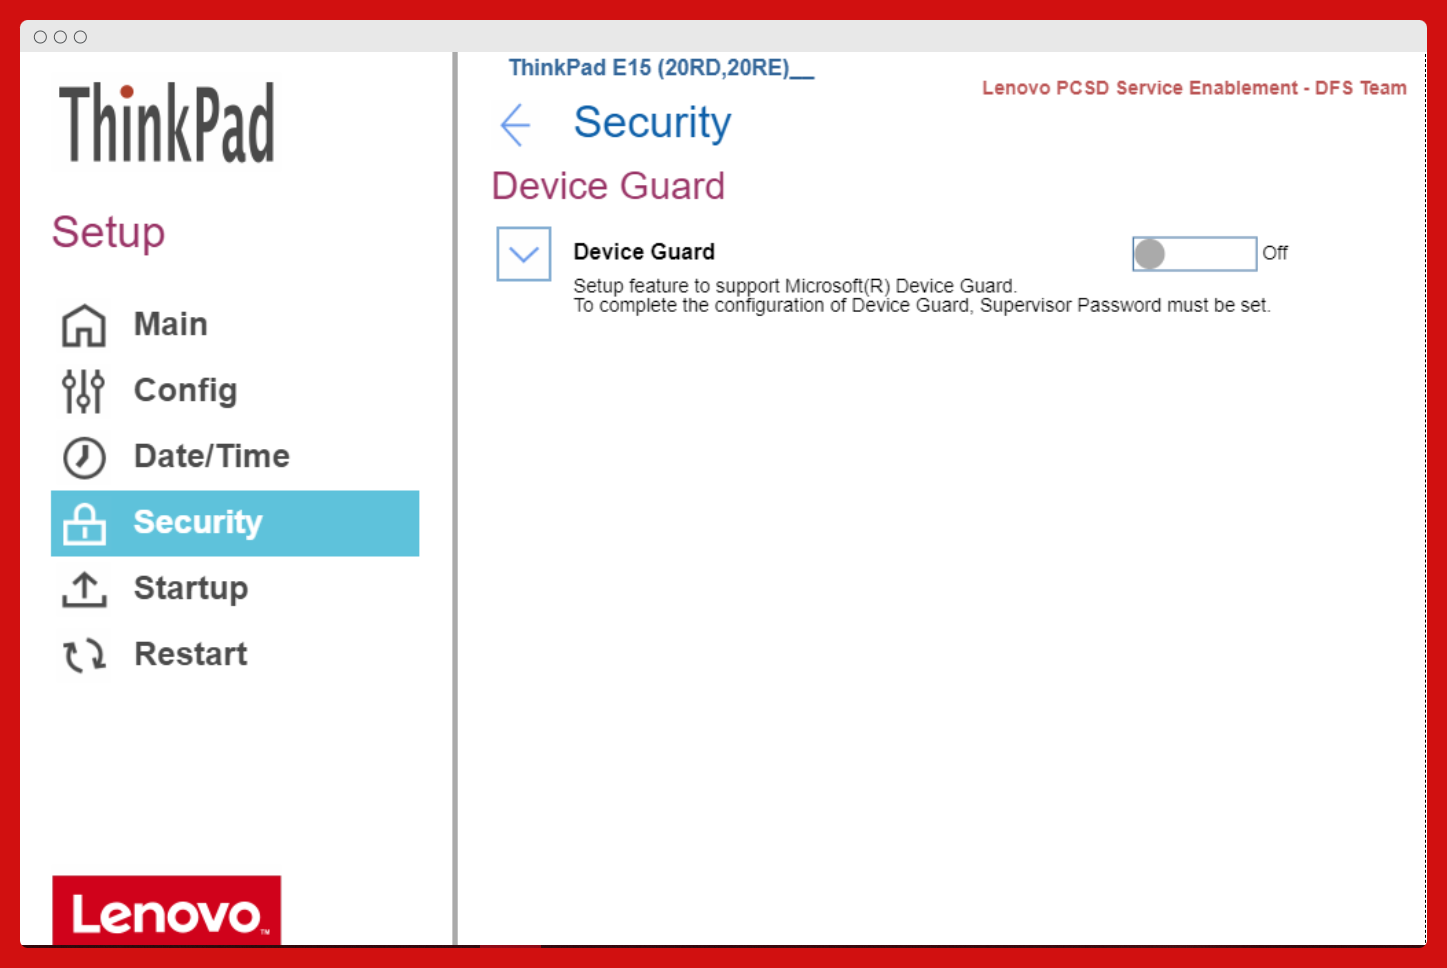 ThinkPad
Setup
Main
Config
Date/Time
Security
Startup
Restart
Lenovo™
ThinkPad E15 (20RD,20RE)__
Lenovo PCSD Service Enablement - DFS Team
Security
Device Guard
Device Guard
Off
Setup feature to support Microsoft(R) Device Guard.
To complete the configuration of Device Guard, Supervisor Password must be set.